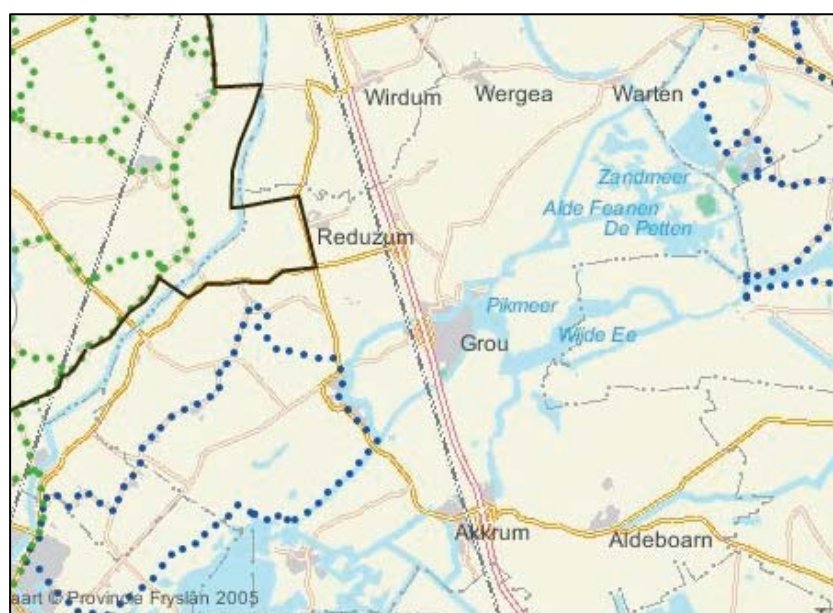 Wirdum
Wergea
Warten
Zandmeer
Alde Feanen
De Petten
Reduzum
Pikmeer
Wijde Ee
Grou
Akkrum
Aldeboarn
aart © Provincie Fryslân 2005